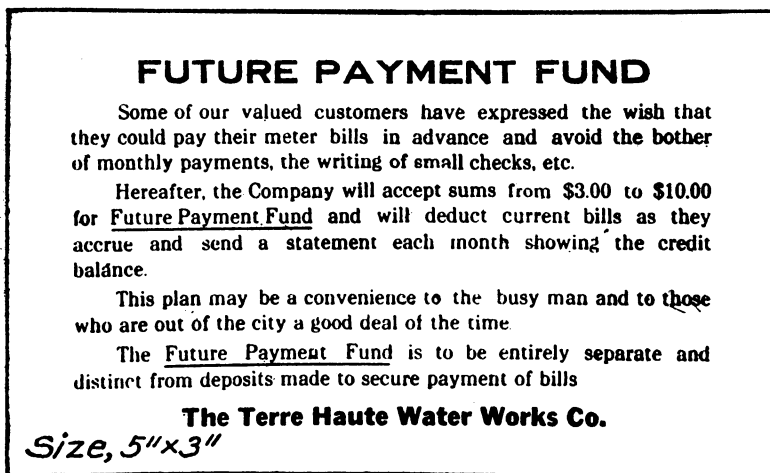 FUTURE PAYMENT FUND
Some of our valued customers have expressed the wish that
they could pay their meter bills in advance and avoid the bother
of monthly payments, the writing of small checks, etc.
Hereafter, the Company will accept sums from $3.00 to $10.00
for Future Payment Fund and will deduct current bills as they
accrue and send a statement each month showing the credit
balance.
This plan may be a convenience to the busy man and to those
who are out of the city a good deal of the time
The Future Payment Fund is to be entirely separate and
distinct from deposits made to secure payment of bills
The Terre Haute Water Works Co.
Size, 5"x3"